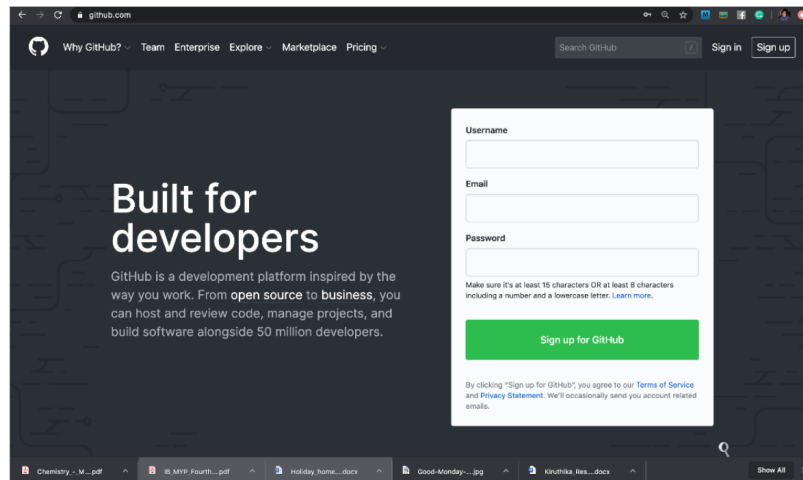 github.com
Why GitHub? Team Enterprise Explore Marketplace Pricing Search GitHub / Sign in Sign up
Username
Email
Built for
developers
Password
GitHub is a development platform inspired by the
way you work. From open source to business, you
can host and review code, manage projects, and
build software alongside 50 million developers.
Make sure it's at least 15 characters OR at least 8 characters
including a number and a lowercase letter. Learn more.
Sign up for GitHub
By clicking “Sign up for GitHub”, you agree to our Terms of Service
and Privacy Statement. We’ll occasionally send you account related
emails.
Chemistry_-_M....pdf IB_MYP_Fourth....pdf Holiday_home....docx Good-Monday-....jpg Kiruthika_Res....docx Show All